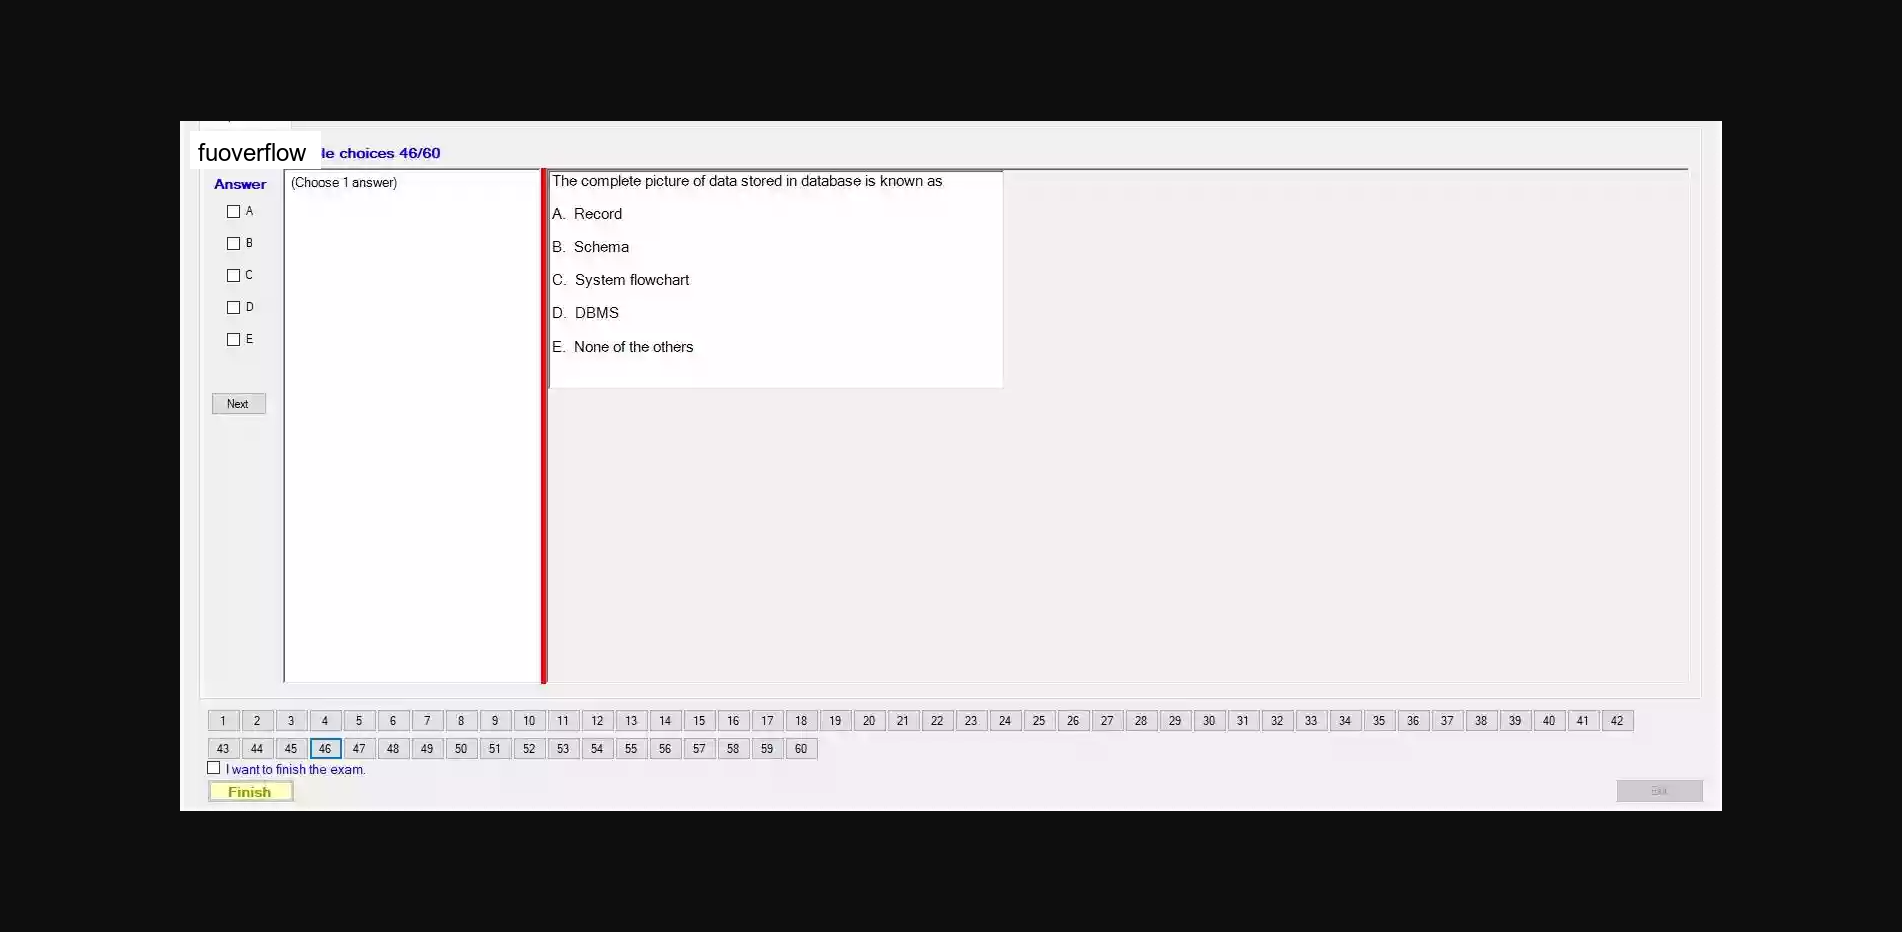 fuoverflow
le choices 46/60
Answer
(Choose 1 answer)
A
B
C
D
E
Next
The complete picture of data stored in database is known as
A. Record
B. Schema
C. System flowchart
D. DBMS
E. None of the others
1 2 3 4 5 6 7 8 9 10 11 12 13 14 15 16 17 18 19 20 21 22 23 24 25 26 27 28 29 30 31 32 33 34 35 36 37 38 39 40 41 42
43 44 45 46 47 48 49 50 51 52 53 54 55 56 57 58 59 60
I want to finish the exam.
Finish
Exit